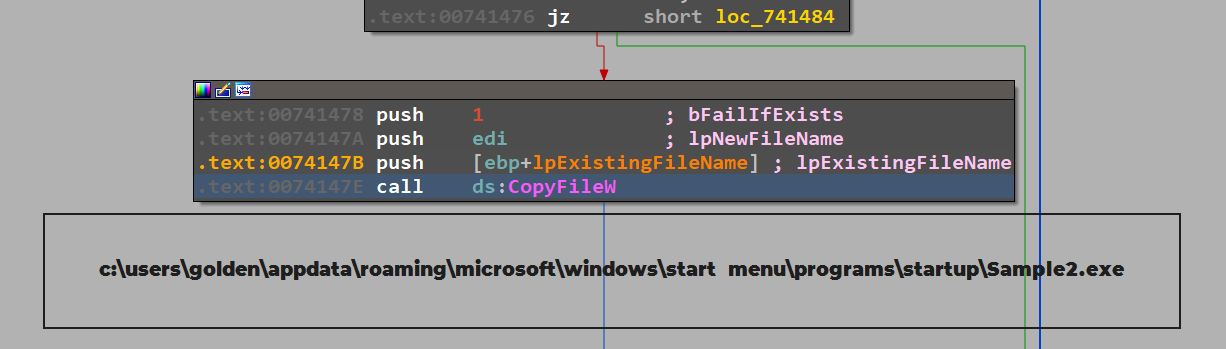 .text:00741476 jz short loc_741484
.text:00741478 push 1 ; bFailIfExists
.text:0074147A push edi ; lpNewFileName
.text:0074147B push [ebp+lpExistingFileName] ; lpExistingFileName
.text:0074147E call ds:CopyFileW
c:\users\golden\appdata\roaming\microsoft\windows\start menu\programs\startup\Sample2.exe